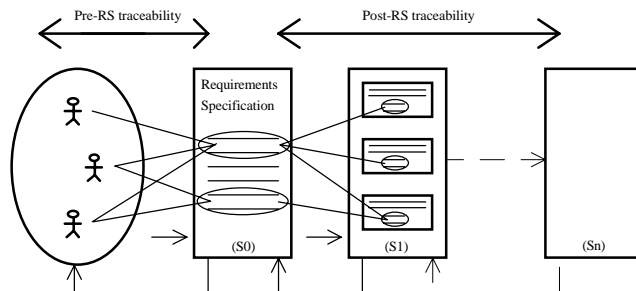 Pre-RS traceability
Post-RS traceability
Requirements
Specification
(S0)
(S1)
(Sn)